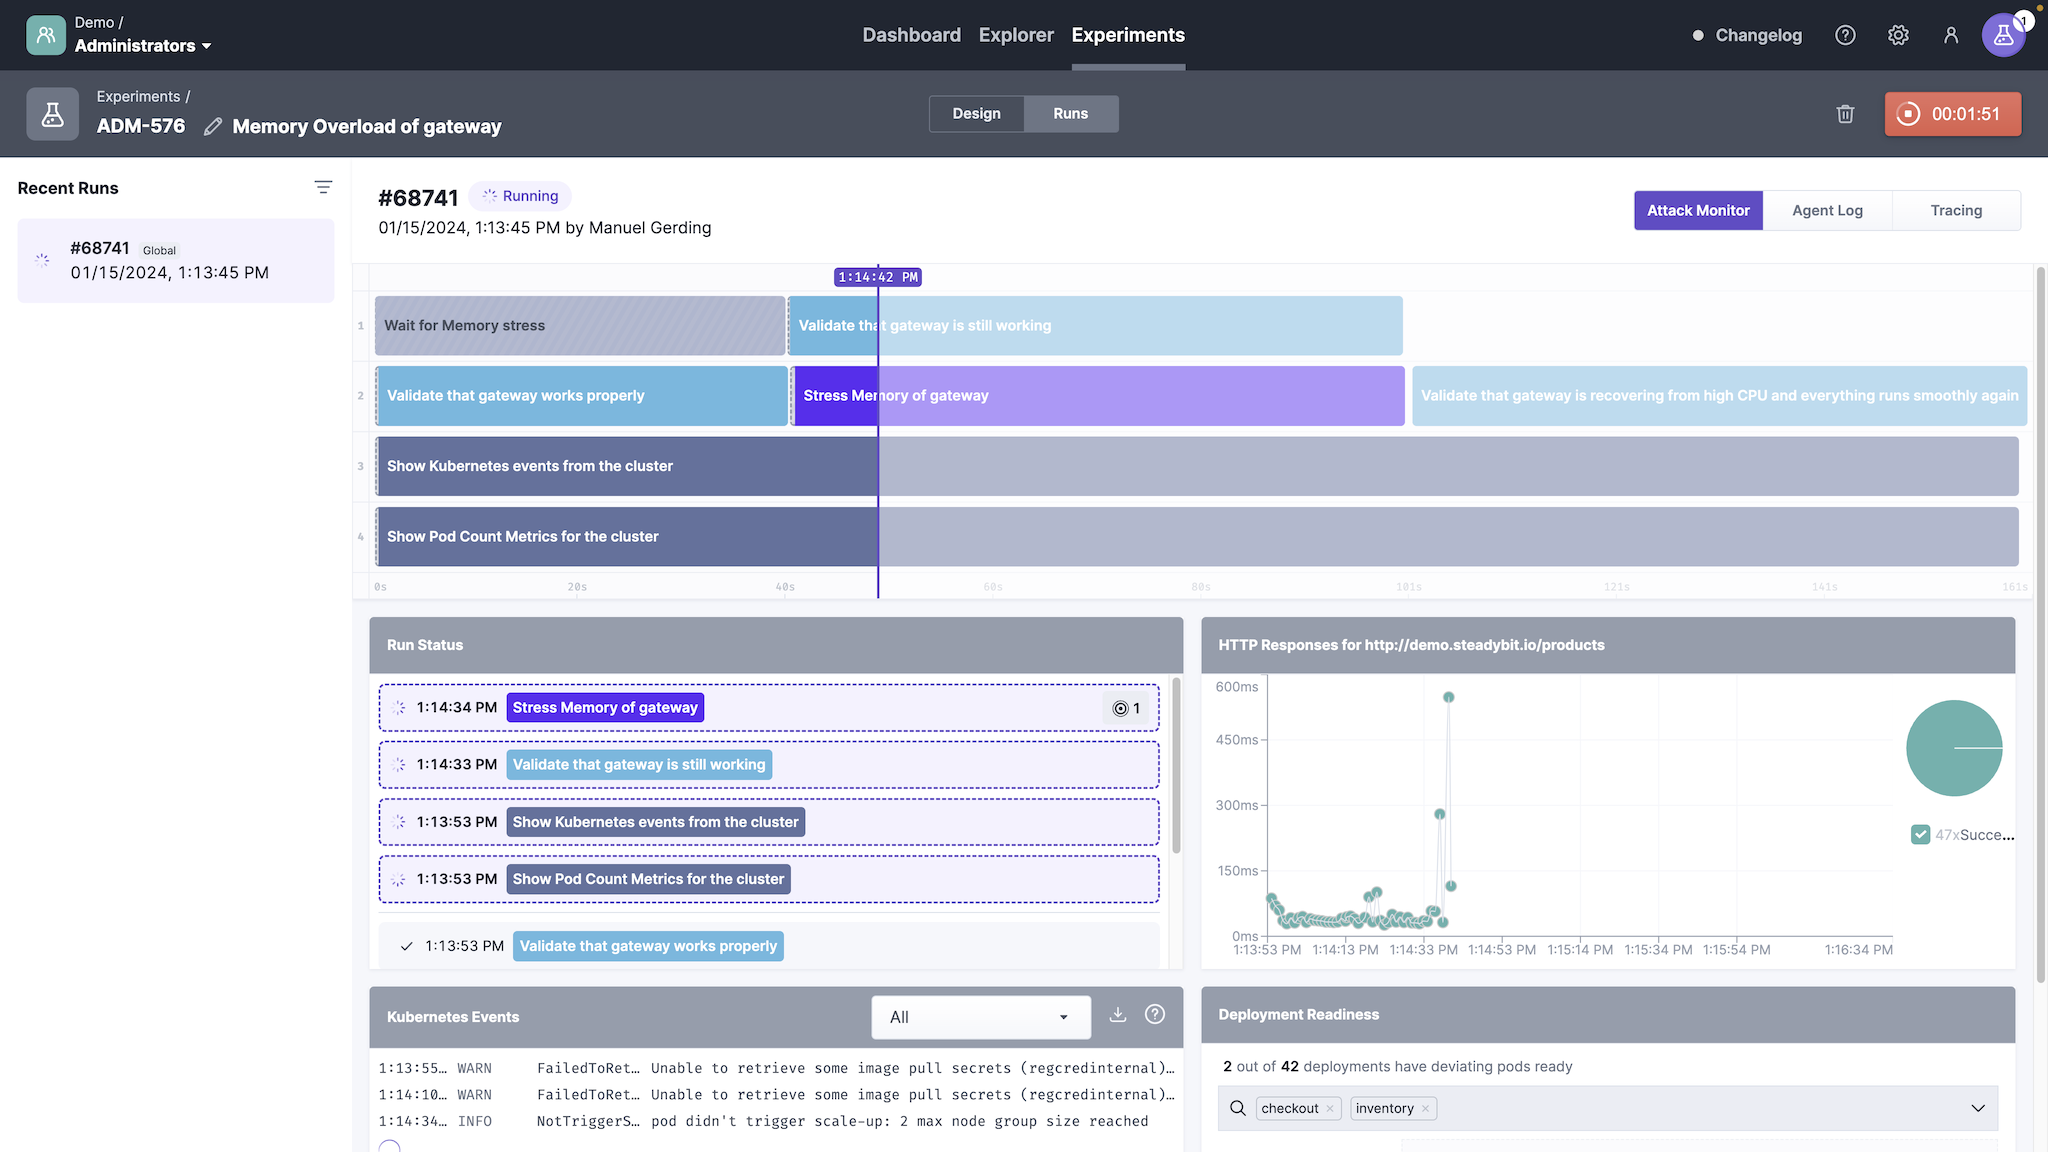 Demo /
Administrators
Dashboard Explorer Experiments
Changelog
1
Experiments /
ADM-576 Memory Overload of gateway
Design Runs
00:01:51
Recent Runs
#68741 Global
01/15/2024, 1:13:45 PM
#68741 Running
01/15/2024, 1:13:45 PM by Manuel Gerding
Attack Monitor Agent Log Tracing
1:14:42 PM
1 Wait for Memory stress Validate that gateway is still working
2 Validate that gateway works properly Stress Memory of gateway Validate that gateway is recovering from high CPU and everything runs smoothly again
3 Show Kubernetes events from the cluster
4 Show Pod Count Metrics for the cluster
0s 20s 40s 60s 80s 101s 121s 141s 161s
Run Status
1:14:34 PM Stress Memory of gateway 1
1:14:33 PM Validate that gateway is still working
1:13:53 PM Show Kubernetes events from the cluster
1:13:53 PM Show Pod Count Metrics for the cluster
1:13:53 PM Validate that gateway works properly
HTTP Responses for http://demo.steadybit.io/products
600ms
450ms
300ms
150ms
0ms
1:13:53 PM 1:14:13 PM 1:14:33 PM 1:14:53 PM 1:15:14 PM 1:15:34 PM 1:15:54 PM 1:16:34 PM
47xSucce...
Kubernetes Events All
1:13:55… WARN FailedToRet… Unable to retrieve some image pull secrets (regcredinternal)…
1:14:10… WARN FailedToRet… Unable to retrieve some image pull secrets (regcredinternal)…
1:14:34… INFO NotTriggerS… pod didn't trigger scale-up: 2 max node group size reached
Deployment Readiness
2 out of 42 deployments have deviating pods ready
checkout × inventory ×